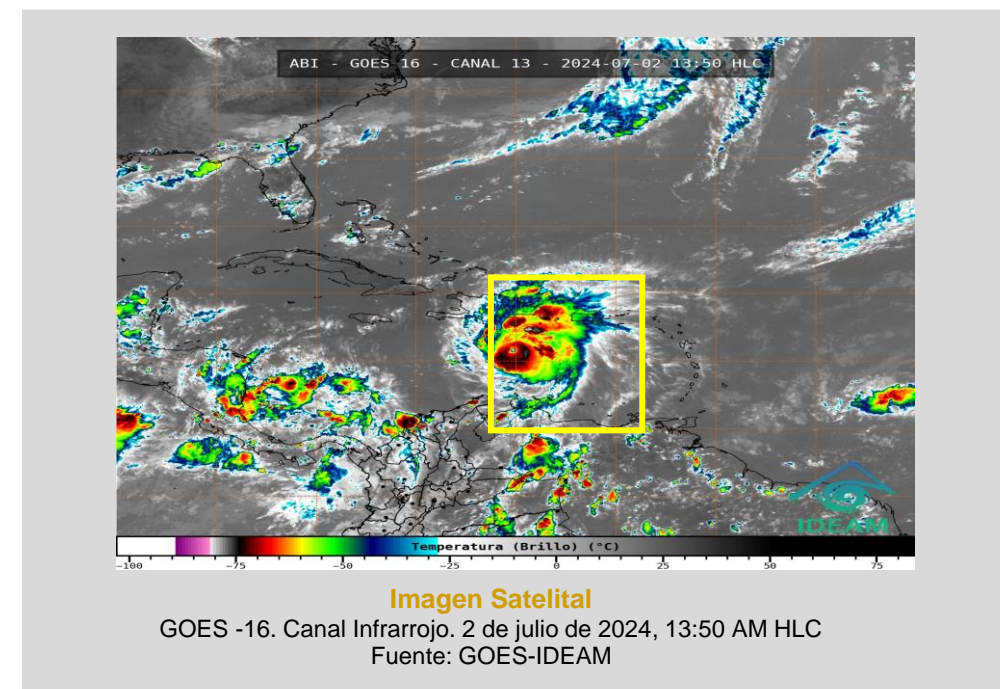 ABI - GOES 16 - CANAL 13 - 2024-07-02 13:50 HLC
IDEAM
Temperatura (Brillo) (°C)
−100 −75 −50 −25 0 25 50 75
Imagen Satelital
GOES -16. Canal Infrarrojo. 2 de julio de 2024, 13:50 AM HLC
Fuente: GOES-IDEAM